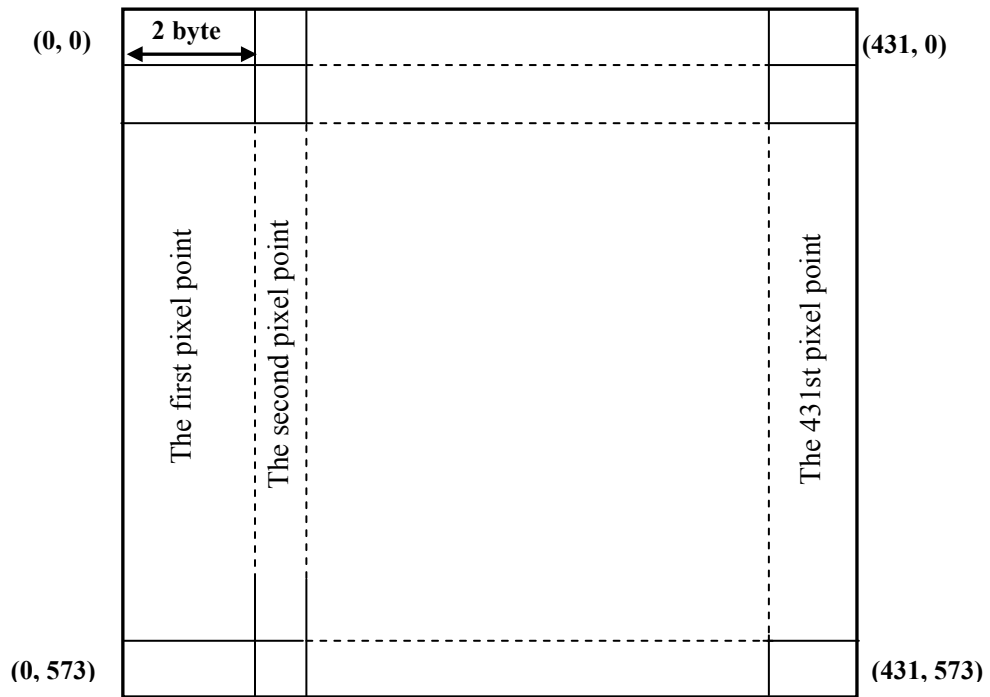 2 byte
(0, 0)
(431, 0)
The first pixel point
The second pixel point
The 431st pixel point
(0, 573)
(431, 573)